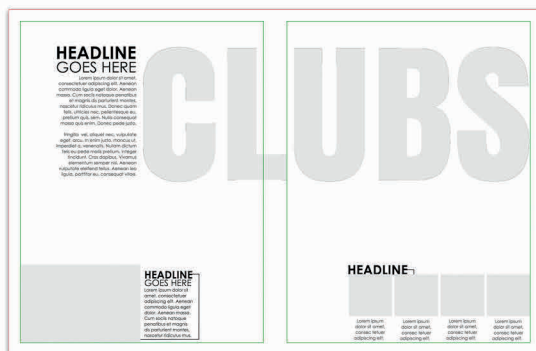 HEADLINE
GOES HERE
Lorem ipsum dolor sit amet,
consectetuer adipiscing elit. Aenean
commodo ligula eget dolor. Aenean
massa. Cum sociis natoque penatibus
et magnis dis parturient montes,
nascetur ridiculus mus. Donec quam
felis, ultricies nec, pellentesque eu,
pretium quis, sem. Nulla consequat
massa quis enim. Donec pede justo,
fringilla vel, aliquet nec, vulputate
eget, arcu. In enim justo, rhoncus ut,
imperdiet a, venenatis. Nullam dictum
felis eu pede mollis pretium. Integer
tincidunt. Cras dapibus. Vivamus
elementum semper nisi. Aenean
vulputate eleifend tellus. Aenean leo
ligula, porttitor eu, consequat vitae.
CLUBS
HEADLINE
GOES HERE
Lorem ipsum dolor sit
amet, consectetuer
adipiscing elit. Aenean
massa.
Cum sociis natoque
penatibus et magnis
dis parturient montes,
nascetur ridiculus mus.
HEADLINE
Lorem ipsum
dolor sit amet,
consec tetuer
adipiscing elit.
Lorem ipsum
dolor sit amet,
consec tetuer
adipiscing elit.
Lorem ipsum
dolor sit amet,
consec tetuer
adipiscing elit.
Lorem ipsum
dolor sit amet,
consec tetuer
adipiscing elit.